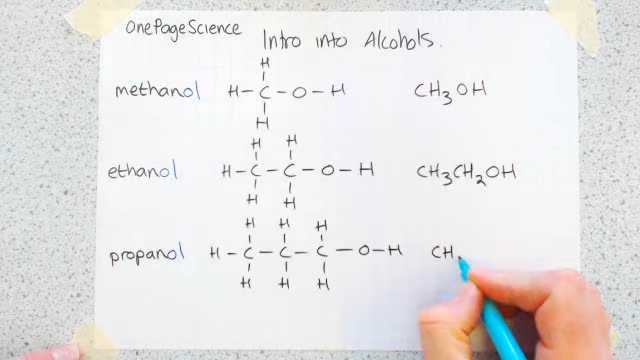 OnePageScience
Intro into Alcohols.
H
methanol H-C-O-H CH3OH
H
H H
ethanol H-C-C-O-H CH3CH2OH
H H
H H H
propanol H-C-C-C-O-H CH
H H H